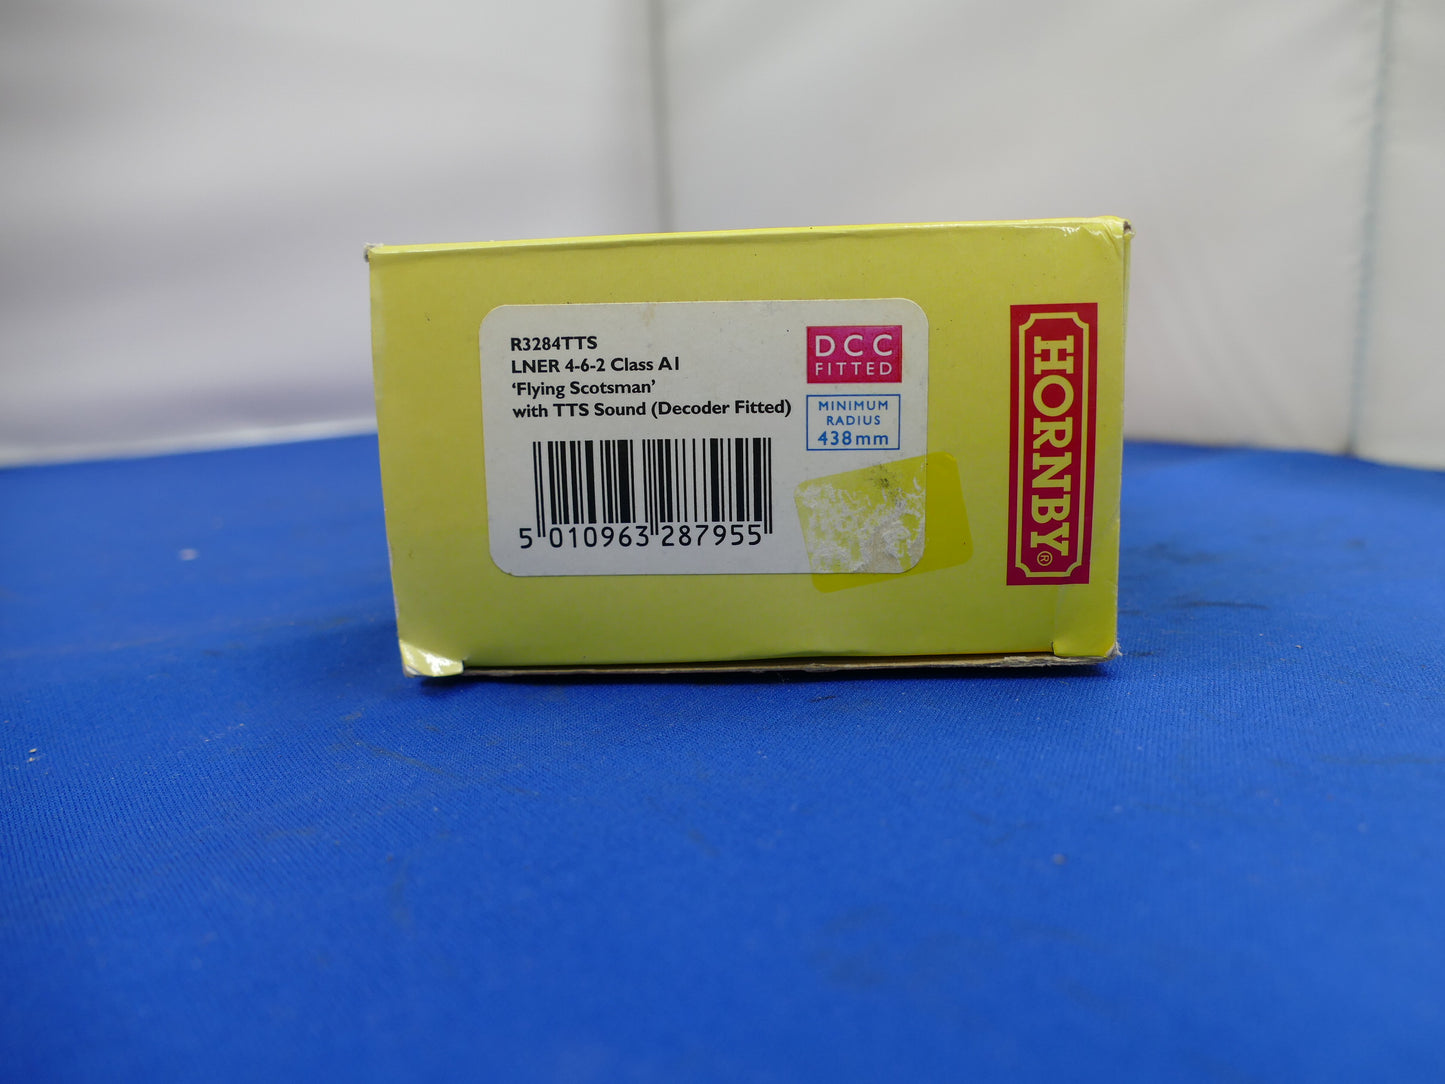 R3284TTS
LNER 4-6-2 Class A1
‘Flying Scotsman’
with TTS Sound (Decoder Fitted)
5 010963 287955
DCC
FITTED
MINIMUM
RADIUS
438mm
HORNBY®